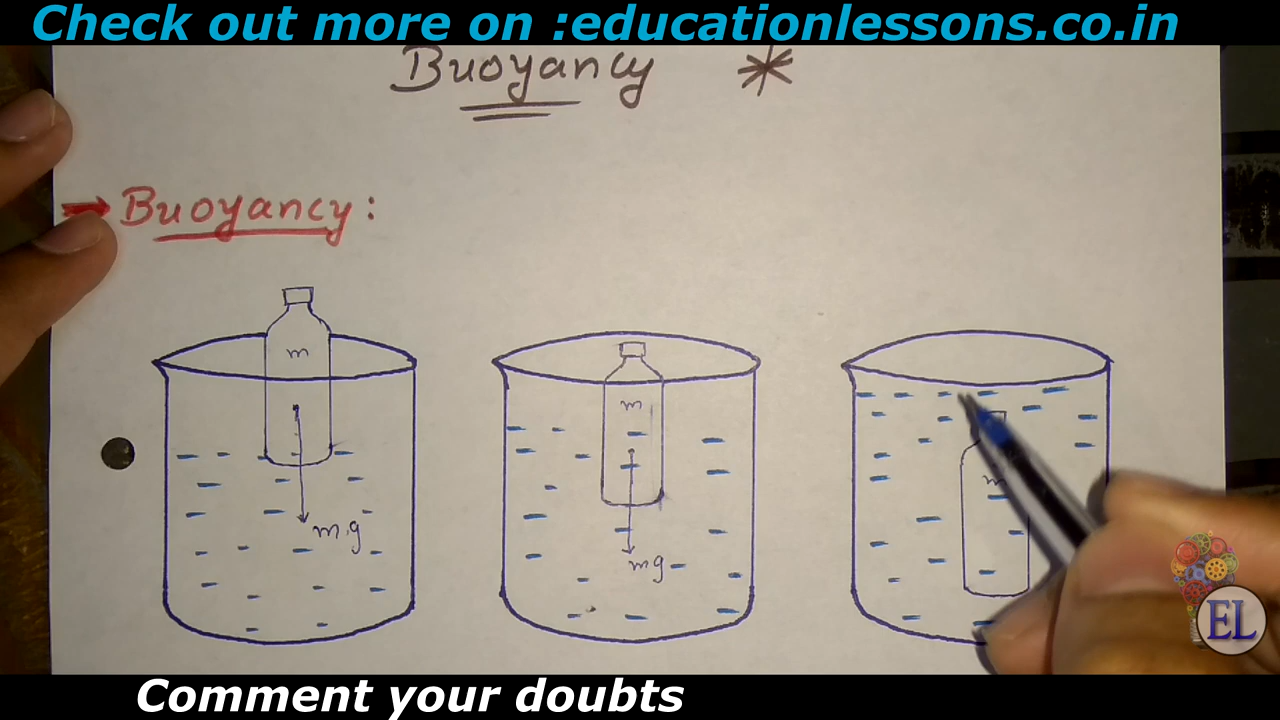 Check out more on :educationlessons.co.in
Buoyancy *
→ Buoyancy:
m
m
m
m.g
mg
EL
Comment your doubts